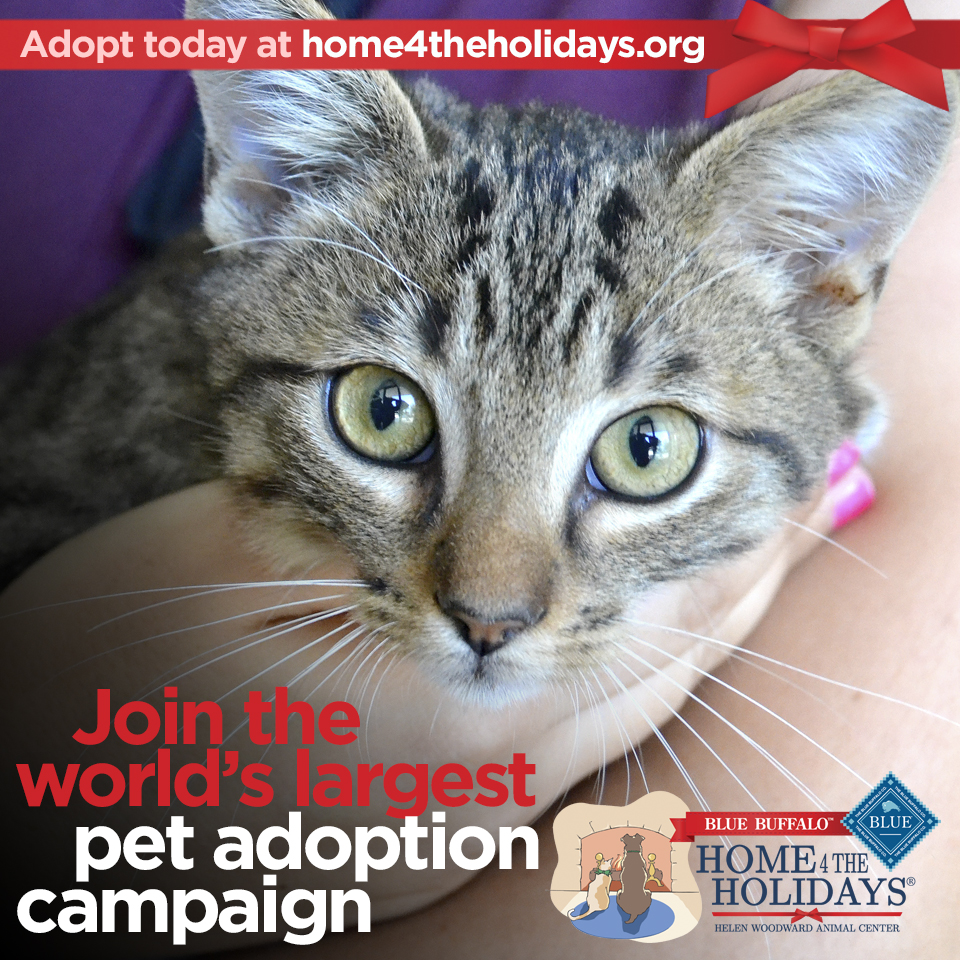 Adopt today at home4theholidays.org
Join the
world's largest
pet adoption
campaign
BLUE BUFFALO™
BLUE
HOME 4 THE
HOLIDAYS®
HELEN WOODWARD ANIMAL CENTER